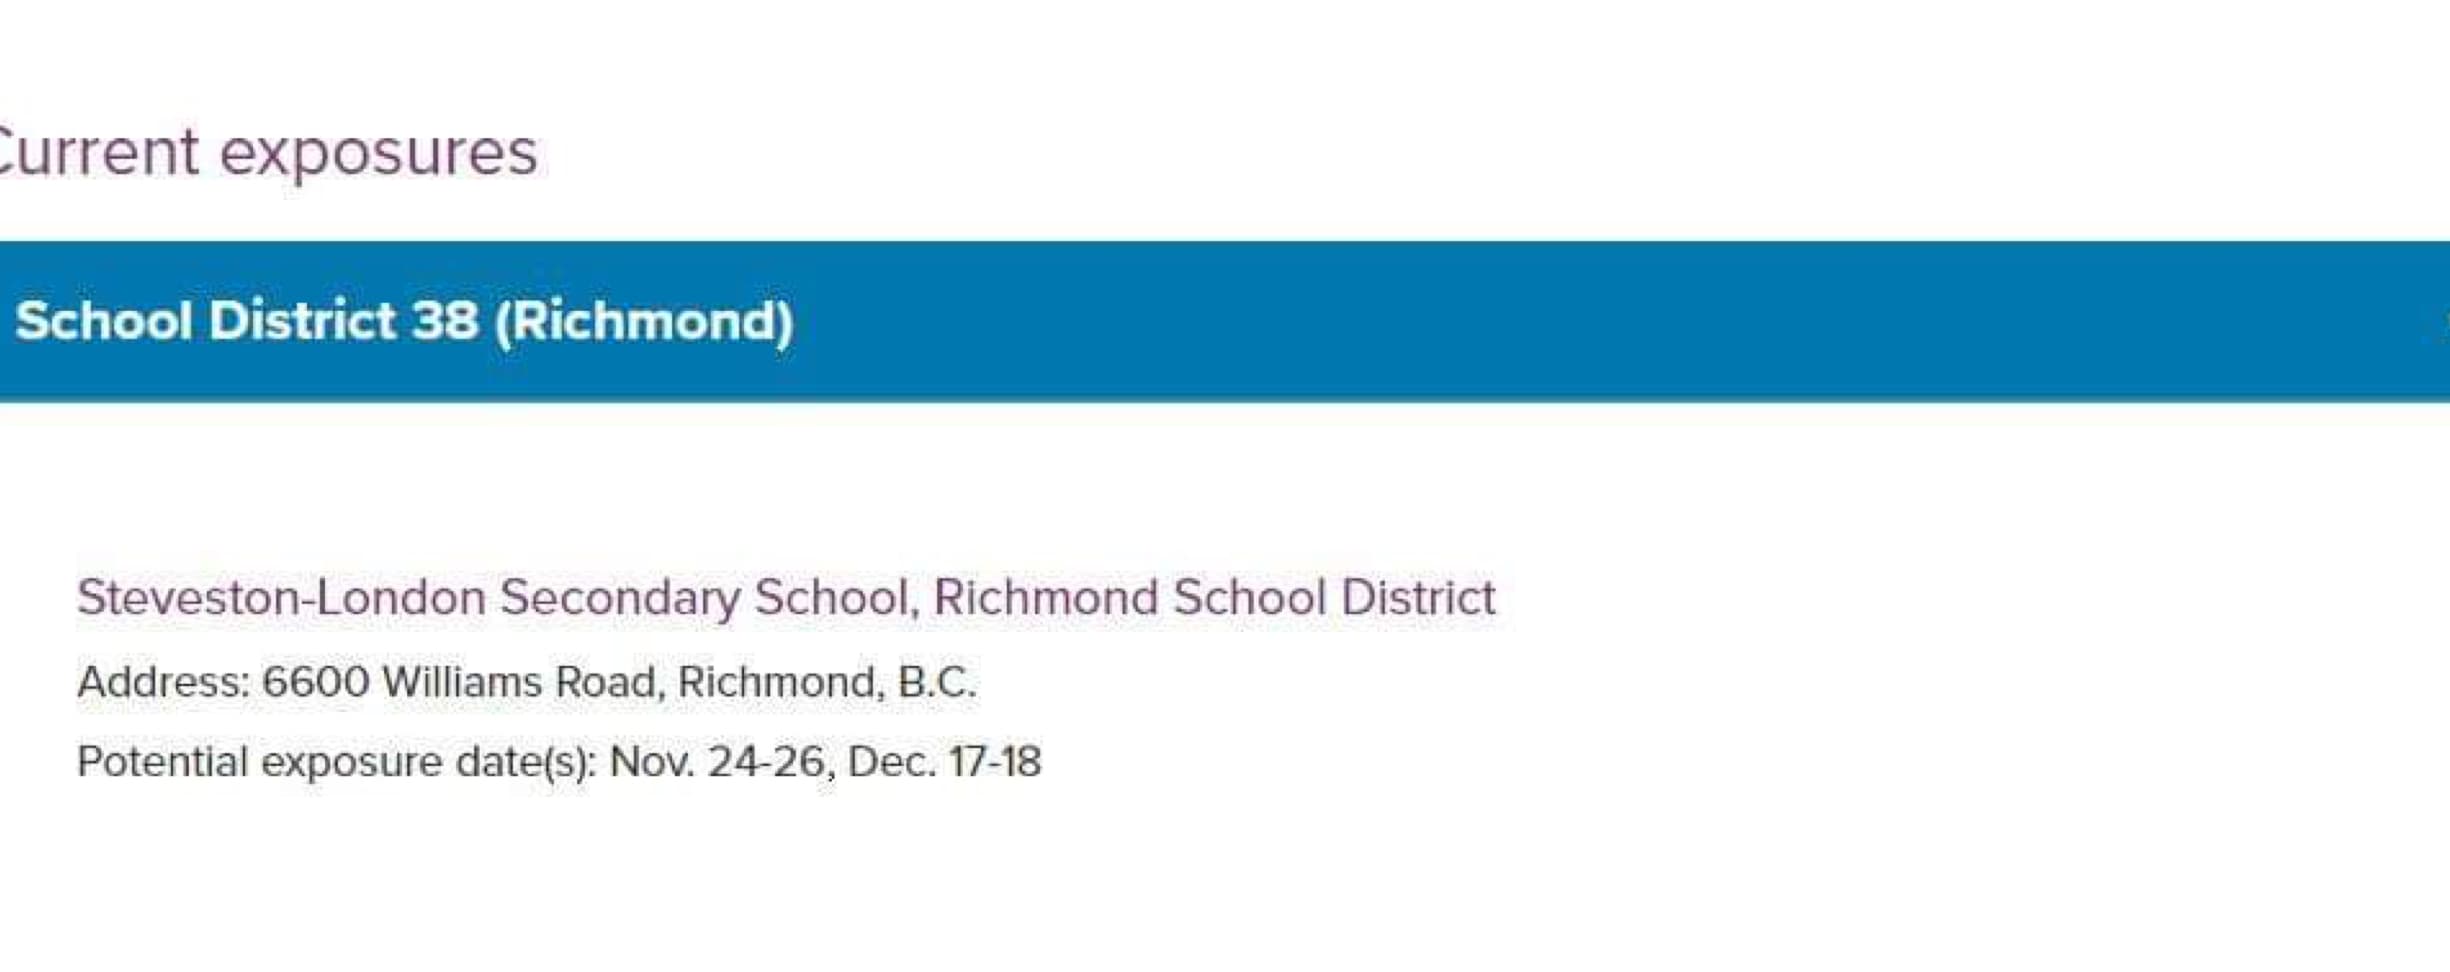 Current exposures
School District 38 (Richmond)
Steveston-London Secondary School, Richmond School District
Address: 6600 Williams Road, Richmond, B.C.
Potential exposure date(s): Nov. 24-26, Dec. 17-18